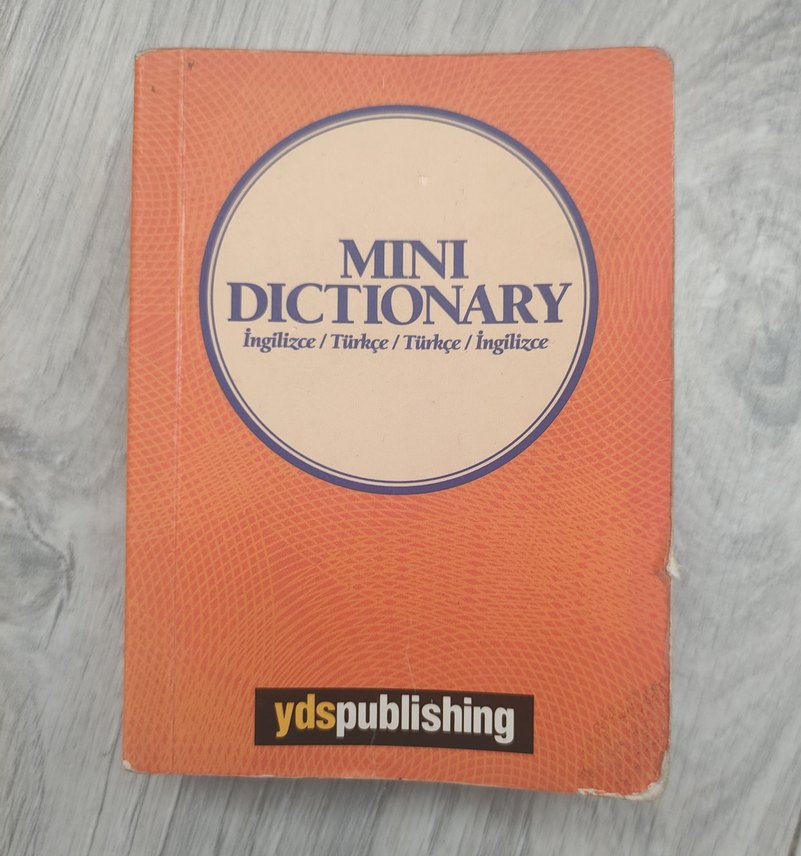 MINI
DICTIONARY
İngilizce / Türkçe / Türkçe / İngilizce
ydspublishing